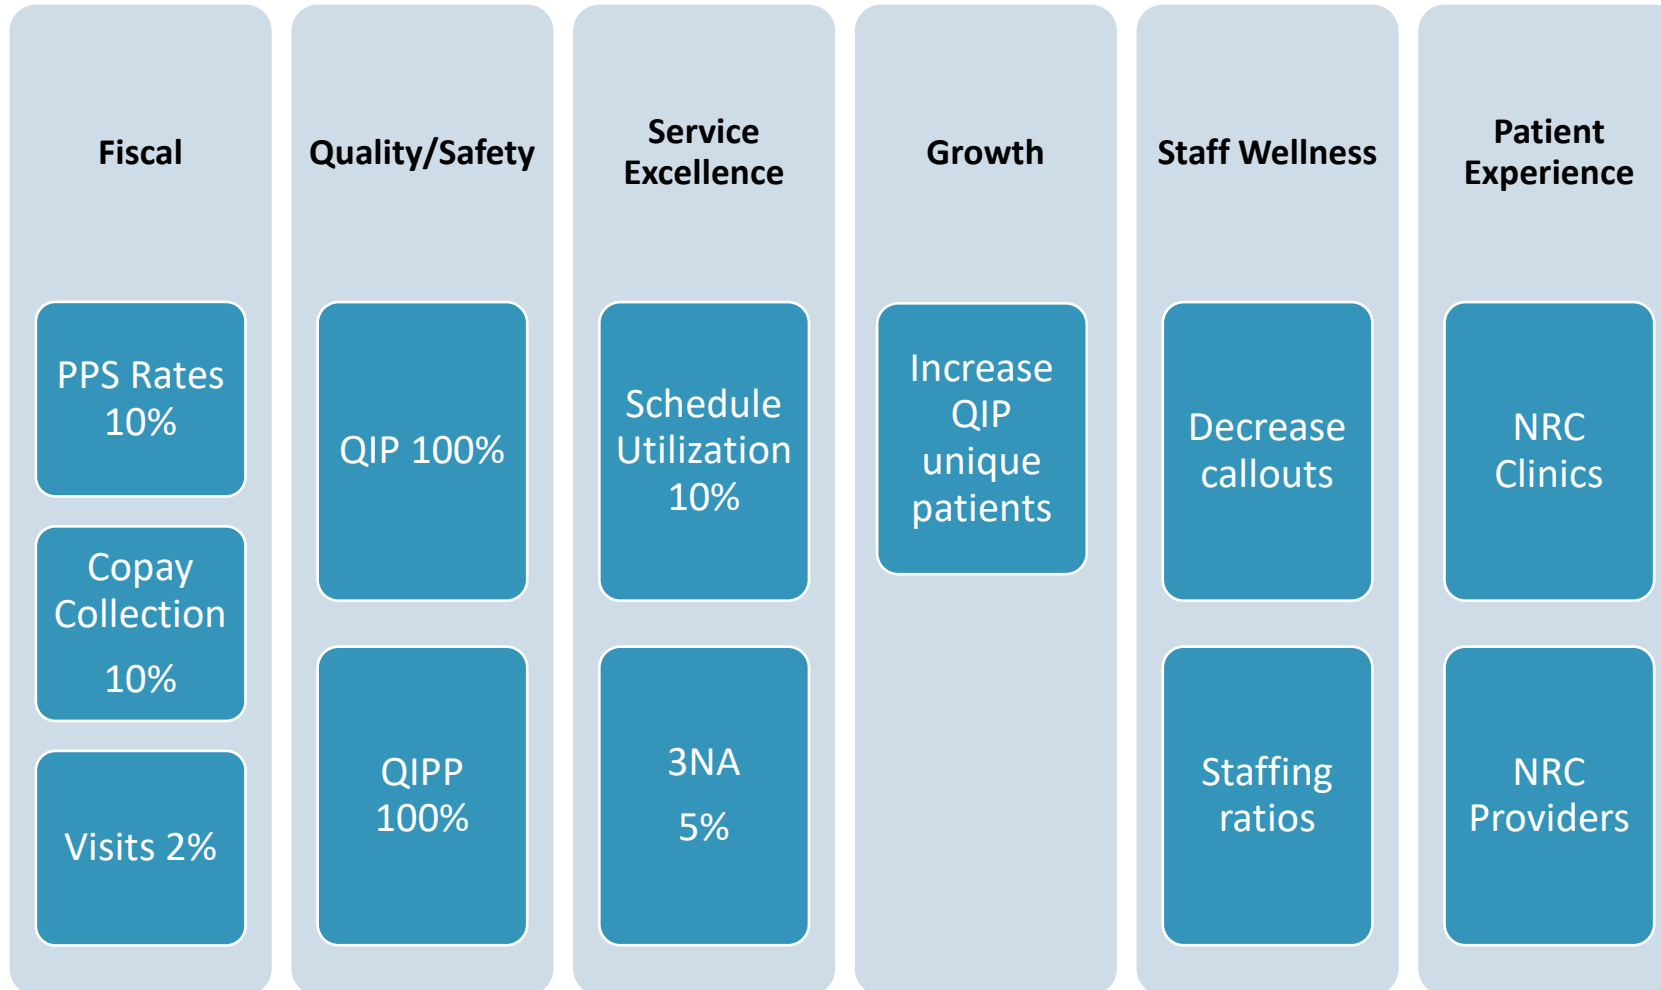 Fiscal
PPS Rates
10%
Copay
Collection
10%
Visits 2%
Quality/Safety
QIP 100%
QIPP
100%
Service
Excellence
Schedule
Utilization
10%
3NA
5%
Growth
Increase
QIP
unique
patients
Staff Wellness
Decrease
callouts
Staffing
ratios
Patient
Experience
NRC
Clinics
NRC
Providers